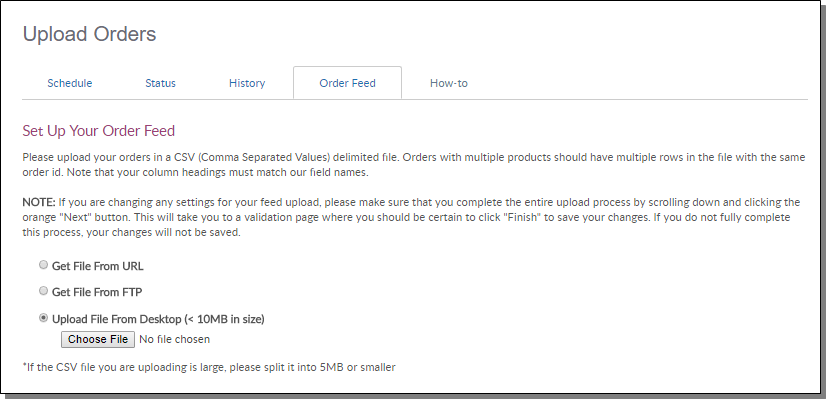 Upload Orders
Schedule Status History Order Feed How-to
Set Up Your Order Feed
Please upload your orders in a CSV (Comma Separated Values) delimited file. Orders with multiple products should have multiple rows in the file with the same
order id. Note that your column headings must match our field names.
NOTE: If you are changing any settings for your feed upload, please make sure that you complete the entire upload process by scrolling down and clicking the
orange "Next" button. This will take you to a validation page where you should be certain to click "Finish" to save your changes. If you do not fully complete
this process, your changes will not be saved.
Get File From URL
Get File From FTP
Upload File From Desktop (< 10MB in size)
Choose File No file chosen
*If the CSV file you are uploading is large, please split it into 5MB or smaller